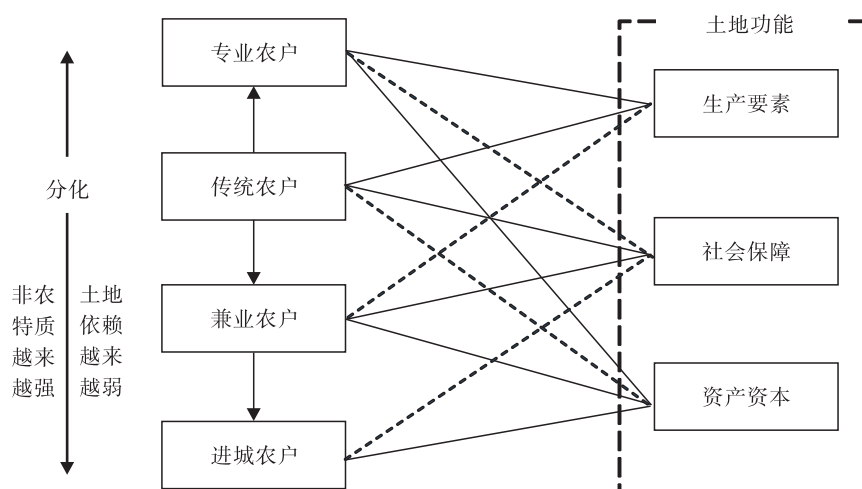 土地功能
专业农户
生产要素
传统农户
分化
社会保障
非农
特质
越来
越强
土地
依赖
越来
越弱
兼业农户
资产资本
进城农户